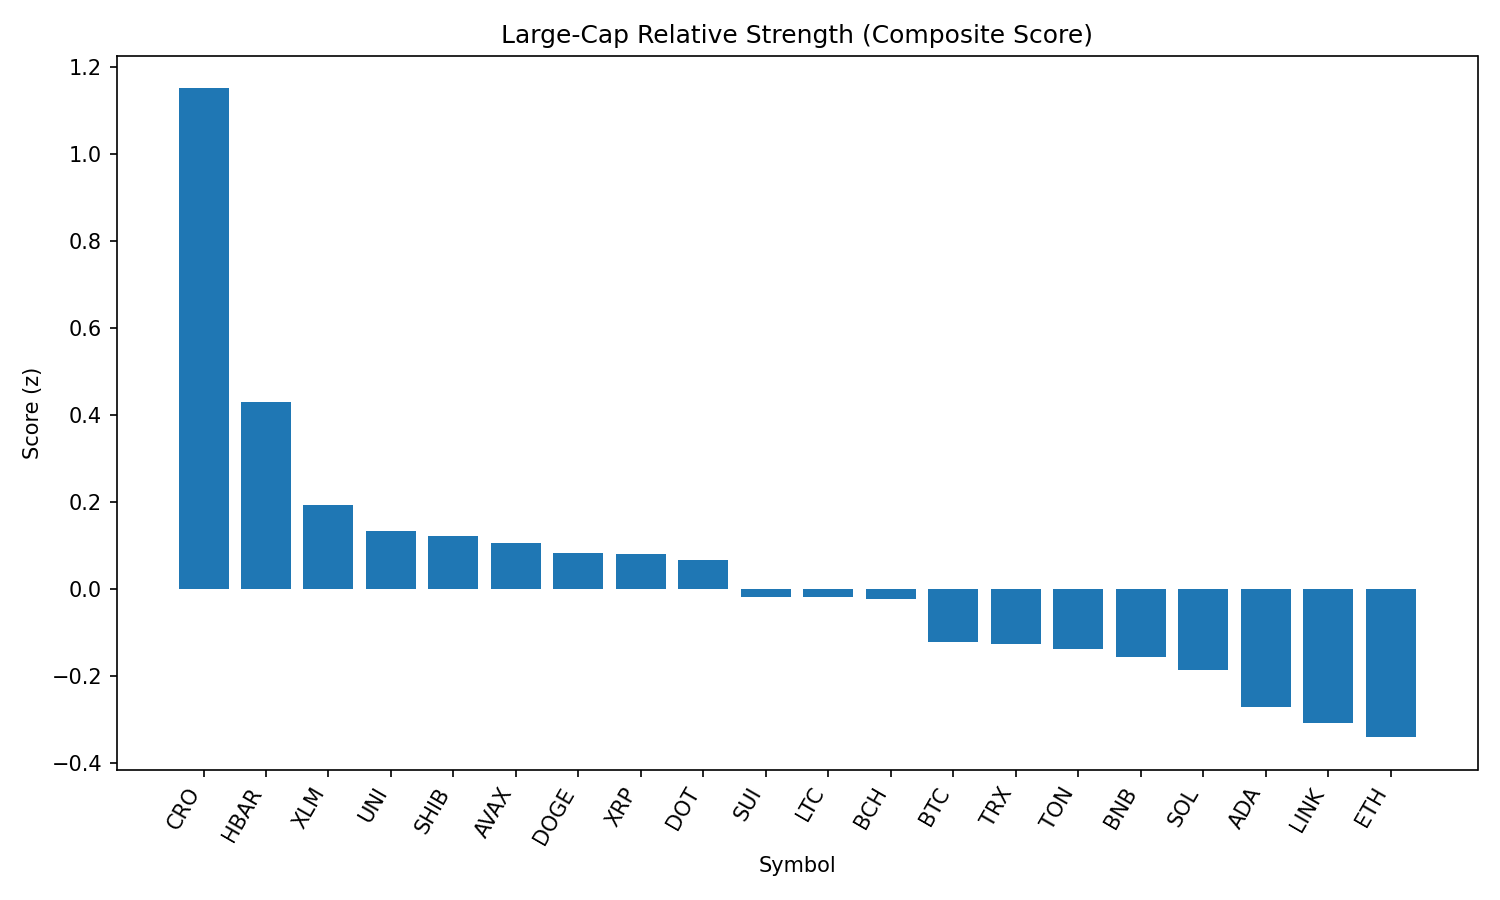 Large-Cap Relative Strength (Composite Score)
1.2
1.0
0.8
0.6
0.4
0.2
0.0
−0.2
−0.4
Score (z)
CRO
HBAR
XLM
UNI
SHIB
AVAX
DOGE
XRP
DOT
SUI
LTC
BCH
BTC
TRX
TON
BNB
SOL
ADA
LINK
ETH
Symbol